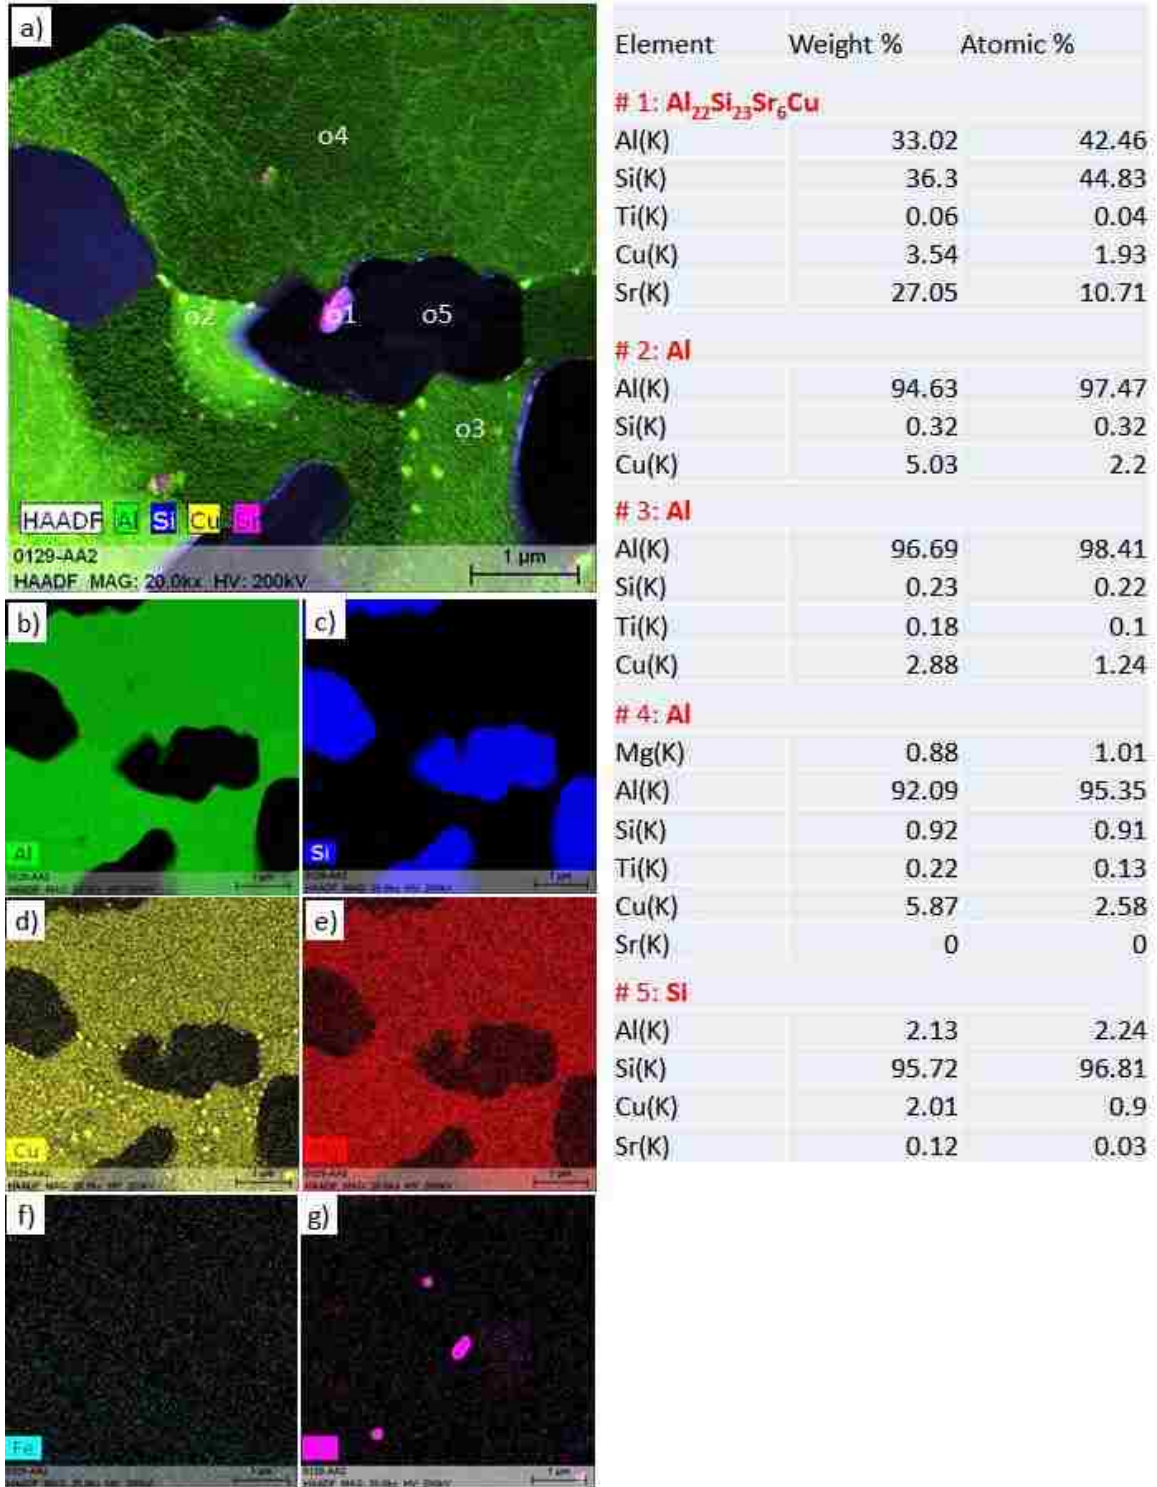 a)
o4
o2
o1
o5
o3
HAADF Al Si Cu Sr
0129-AA2
HAADF MAG: 20.0kx HV: 200kV
1 µm
b)
c)
Al
Si
d)
e)
Cu
f)
g)
Fe
Element Weight % Atomic %
# 1: Al22Si23Sr6Cu
Al(K) 33.02 42.46
Si(K) 36.3 44.83
Ti(K) 0.06 0.04
Cu(K) 3.54 1.93
Sr(K) 27.05 10.71
# 2: Al
Al(K) 94.63 97.47
Si(K) 0.32 0.32
Cu(K) 5.03 2.2
# 3: Al
Al(K) 96.69 98.41
Si(K) 0.23 0.22
Ti(K) 0.18 0.1
Cu(K) 2.88 1.24
# 4: Al
Mg(K) 0.88 1.01
Al(K) 92.09 95.35
Si(K) 0.92 0.91
Ti(K) 0.22 0.13
Cu(K) 5.87 2.58
Sr(K) 0 0
# 5: Si
Al(K) 2.13 2.24
Si(K) 95.72 96.81
Cu(K) 2.01 0.9
Sr(K) 0.12 0.03